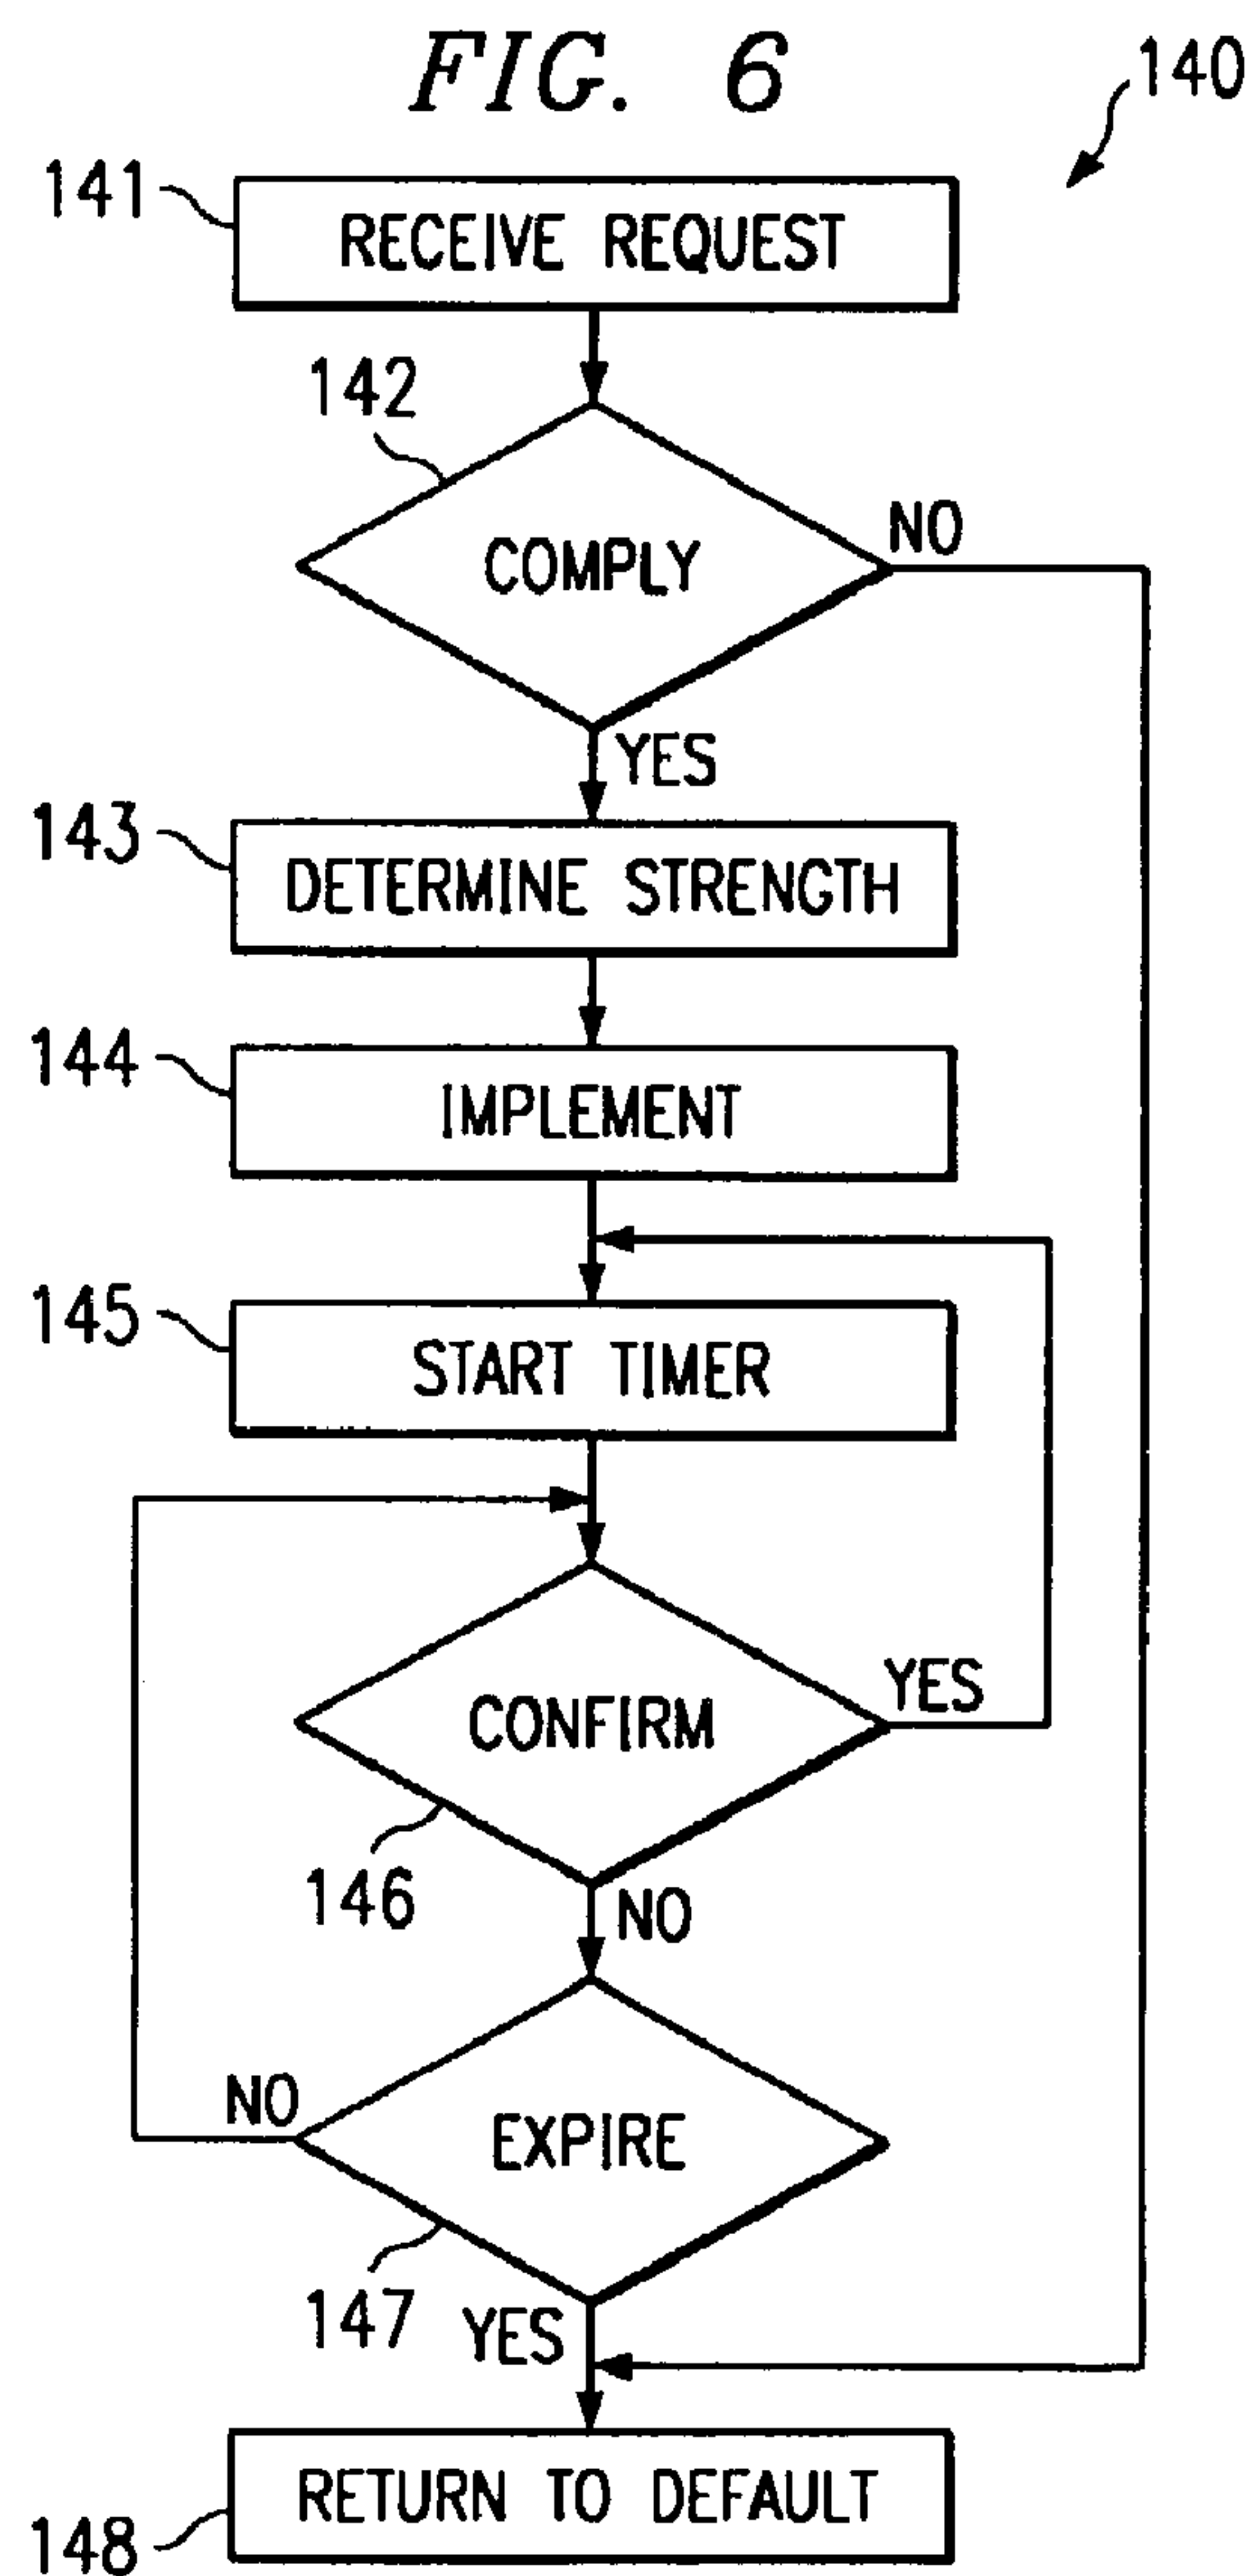 FIG. 6
140
141
RECEIVE REQUEST
142
COMPLY
NO
YES
143
DETERMINE STRENGTH
144
IMPLEMENT
145
START TIMER
CONFIRM
YES
146
NO
NO
EXPIRE
147
YES
RETURN TO DEFAULT
148